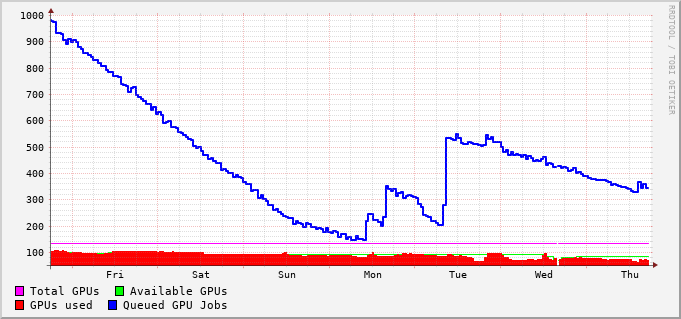 1000
900
800
700
600
500
400
300
200
100
Fri Sat Sun Mon Tue Wed Thu
Total GPUs Available GPUs
GPUs used Queued GPU Jobs
RRDTOOL / TOBI OETIKER